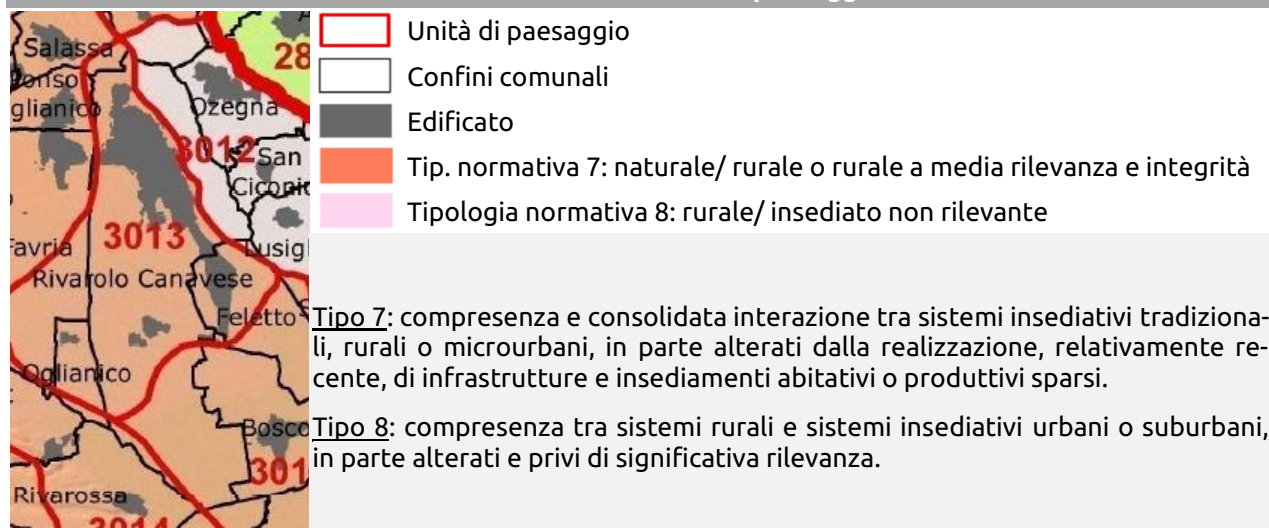 Salassa
glianico
Ozegna
28
3012
San
Favria
3013
Rivarolo Canavese
Feletto
Oglianico
Bosco
301
Rivarossa
3014
Unità di paesaggio
Confini comunali
Edificato
Tip. normativa 7: naturale/ rurale o rurale a media rilevanza e integrità
Tipologia normativa 8: rurale/ insediato non rilevante
Tipo 7: compresenza e consolidata interazione tra sistemi insediativi tradiziona-
li, rurali o microurbani, in parte alterati dalla realizzazione, relativamente re-
cente, di infrastrutture e insediamenti abitativi o produttivi sparsi.
Tipo 8: compresenza tra sistemi rurali e sistemi insediativi urbani o suburbani,
in parte alterati e privi di significativa rilevanza.